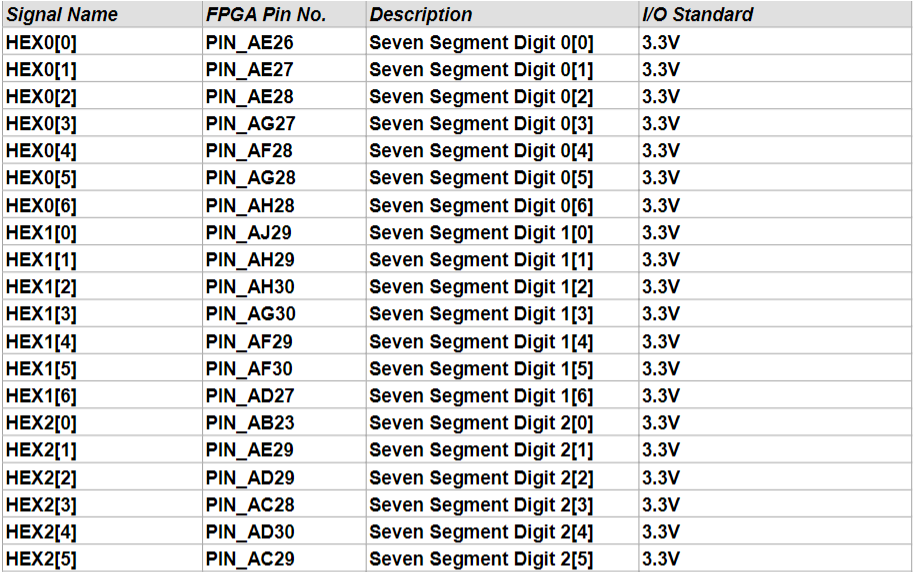 Signal Name FPGA Pin No. Description I/O Standard
HEX0[0] PIN_AE26 Seven Segment Digit 0[0] 3.3V
HEX0[1] PIN_AE27 Seven Segment Digit 0[1] 3.3V
HEX0[2] PIN_AE28 Seven Segment Digit 0[2] 3.3V
HEX0[3] PIN_AG27 Seven Segment Digit 0[3] 3.3V
HEX0[4] PIN_AF28 Seven Segment Digit 0[4] 3.3V
HEX0[5] PIN_AG28 Seven Segment Digit 0[5] 3.3V
HEX0[6] PIN_AH28 Seven Segment Digit 0[6] 3.3V
HEX1[0] PIN_AJ29 Seven Segment Digit 1[0] 3.3V
HEX1[1] PIN_AH29 Seven Segment Digit 1[1] 3.3V
HEX1[2] PIN_AH30 Seven Segment Digit 1[2] 3.3V
HEX1[3] PIN_AG30 Seven Segment Digit 1[3] 3.3V
HEX1[4] PIN_AF29 Seven Segment Digit 1[4] 3.3V
HEX1[5] PIN_AF30 Seven Segment Digit 1[5] 3.3V
HEX1[6] PIN_AD27 Seven Segment Digit 1[6] 3.3V
HEX2[0] PIN_AB23 Seven Segment Digit 2[0] 3.3V
HEX2[1] PIN_AE29 Seven Segment Digit 2[1] 3.3V
HEX2[2] PIN_AD29 Seven Segment Digit 2[2] 3.3V
HEX2[3] PIN_AC28 Seven Segment Digit 2[3] 3.3V
HEX2[4] PIN_AD30 Seven Segment Digit 2[4] 3.3V
HEX2[5] PIN_AC29 Seven Segment Digit 2[5] 3.3V